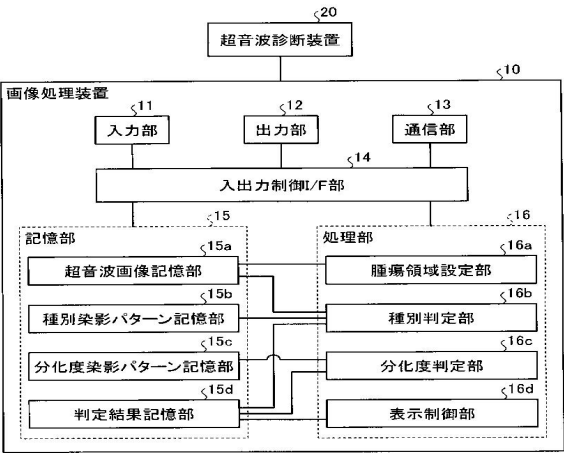 20
超音波診断装置
10
画像処理装置
11
12
13
入力部
出力部
通信部
14
入出力制御I/F部
15
16
記憶部
処理部
15a
16a
超音波画像記憶部
腫瘍領域設定部
15b
16b
種別染影パターン記憶部
種別判定部
15c
16c
分化度染影パターン記憶部
分化度判定部
15d
16d
判定結果記憶部
表示制御部